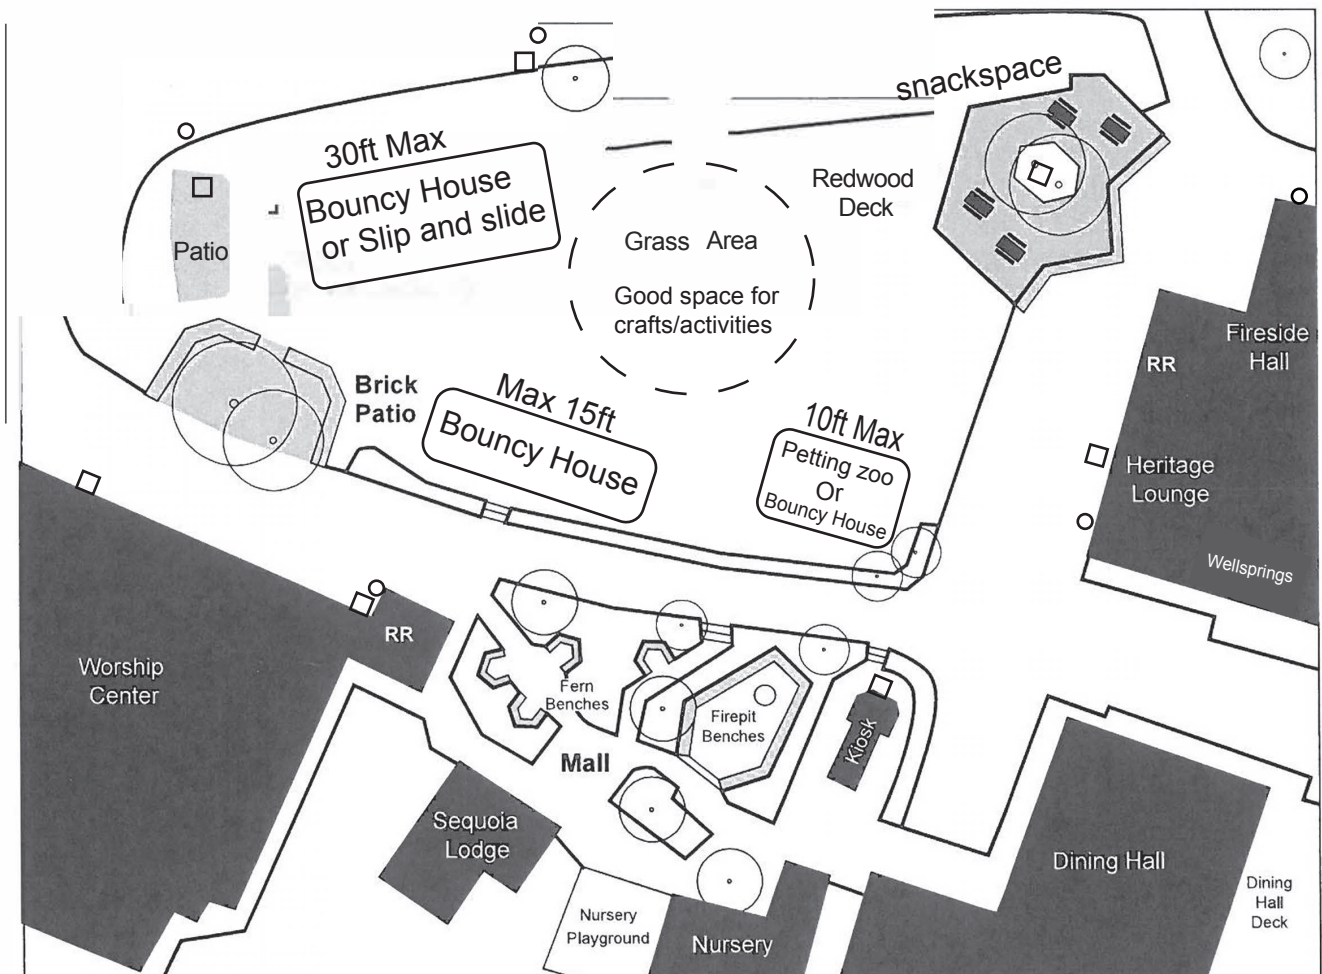 snackspace
30ft Max
Bouncy House
or Slip and slide
Redwood
Deck
Patio
Grass Area
Good space for
crafts/activities
Fireside
Hall
RR
Brick
Patio
Max 15ft
Bouncy House
10ft Max
Petting zoo
Or
Bouncy House
Heritage
Lounge
Wellsprings
RR
Worship
Center
Fern
Benches
Firepit
Benches
Kiosk
Mall
Sequoia
Lodge
Dining Hall
Dining
Hall
Deck
Nursery
Playground
Nursery